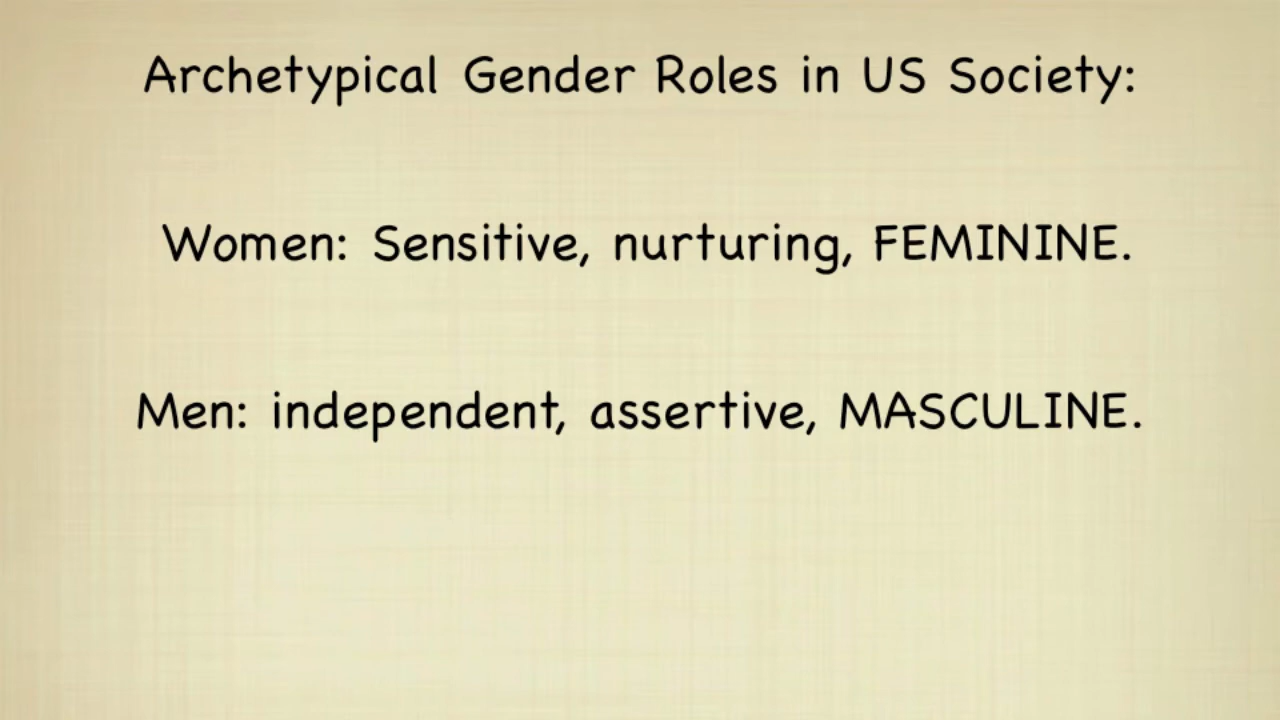 Archetypical Gender Roles in US Society:
Women: Sensitive, nurturing, FEMININE.
Men: independent, assertive, MASCULINE.